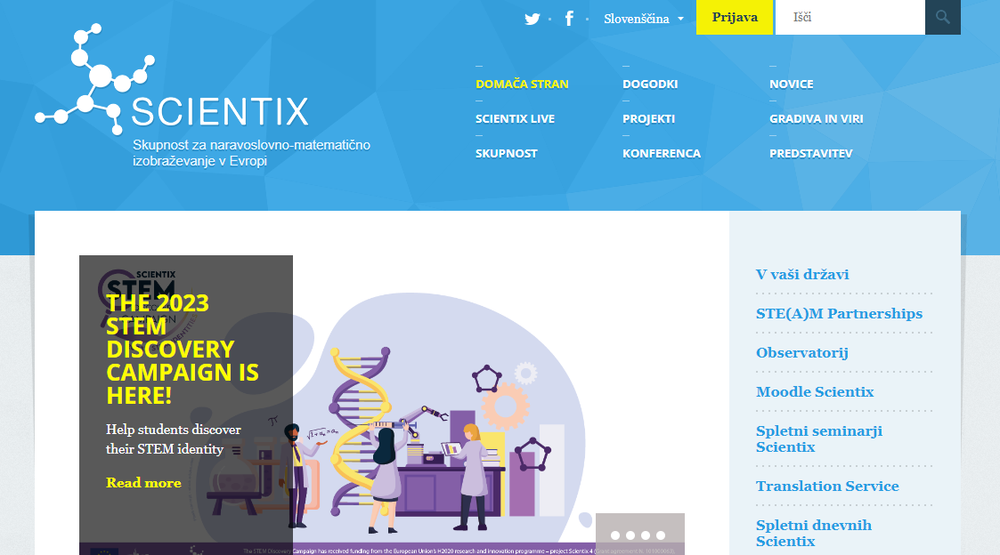 Slovenščina
Prijava
Išči
SCIENTIX
Skupnost za naravoslovno-matematično
izobraževanje v Evropi
DOMAČA STRAN
DOGODKI
NOVICE
SCIENTIX LIVE
PROJEKTI
GRADIVA IN VIRI
SKUPNOST
KONFERENCA
PREDSTAVITEV
SCIENTIX
STEM
THE 2023
STEM
DISCOVERY
CAMPAIGN IS
HERE!
Help students discover
their STEM identity
Read more
π
The STEM Discovery Campaign has received funding from the European Union's H2020 research and innovation programme – project Scientix 4
V vaši državi
STE(A)M Partnerships
Observatorij
Moodle Scientix
Spletni seminarji
Scientix
Translation Service
Spletni dnevnih
Scientix